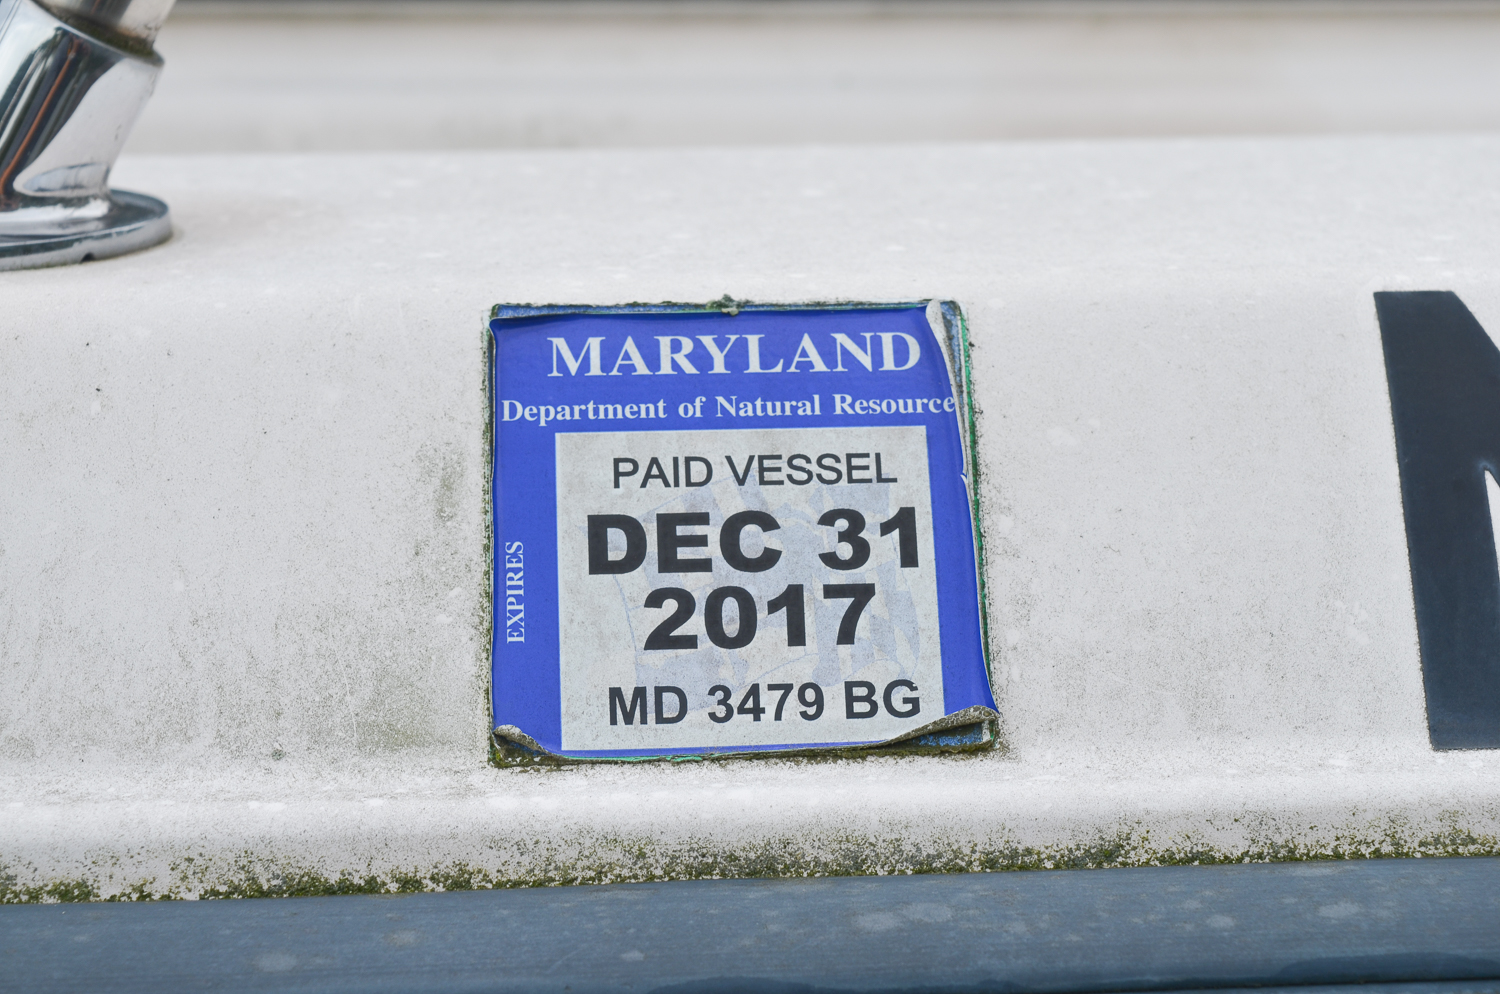 MARYLAND
Department of Natural Resource
PAID VESSEL
DEC 31
2017
MD 3479 BG
EXPIRES